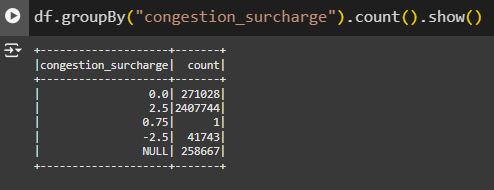 df.groupBy("congestion_surcharge").count().show()
+--------------------+-------+
|congestion_surcharge|  count|
+--------------------+-------+
|                 0.0| 271028|
|                 2.5|2407744|
|                0.75|      1|
|                -2.5|  41743|
|                NULL| 258667|
+--------------------+-------+